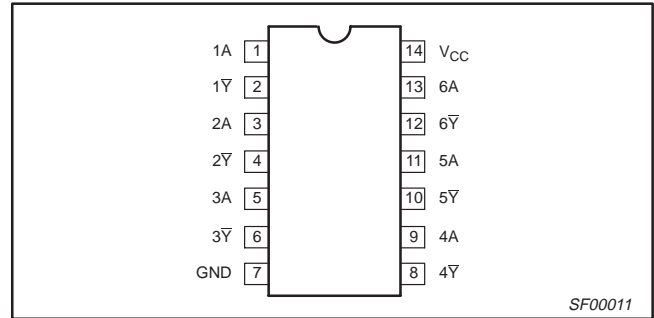 1A 1 14 VCC
1Y̅ 2 13 6A
2A 3 12 6Y̅
2Y̅ 4 11 5A
3A 5 10 5Y̅
3Y̅ 6 9 4A
GND 7 8 4Y̅
SF00011